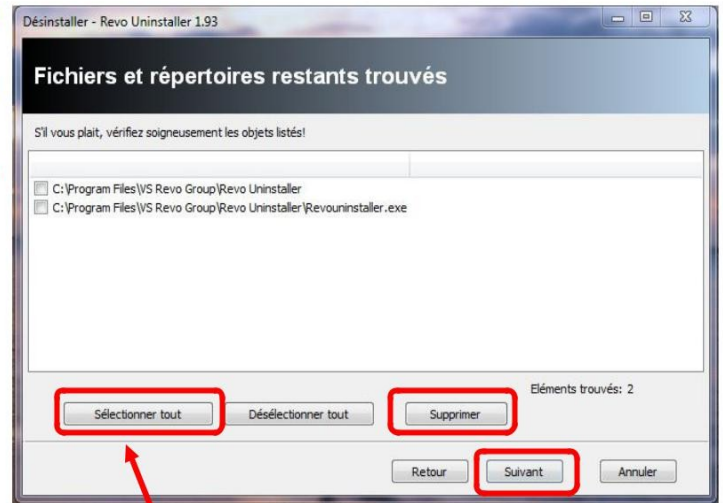 Désinstaller - Revo Uninstaller 1.93
Fichiers et répertoires restants trouvés
S'il vous plait, vérifiez soigneusement les objets listés!
C:\Program Files\VS Revo Group\Revo Uninstaller
C:\Program Files\VS Revo Group\Revo Uninstaller\Revouninstaller.exe
Eléments trouvés: 2
Sélectionner tout
Désélectionner tout
Supprimer
Retour
Suivant
Annuler